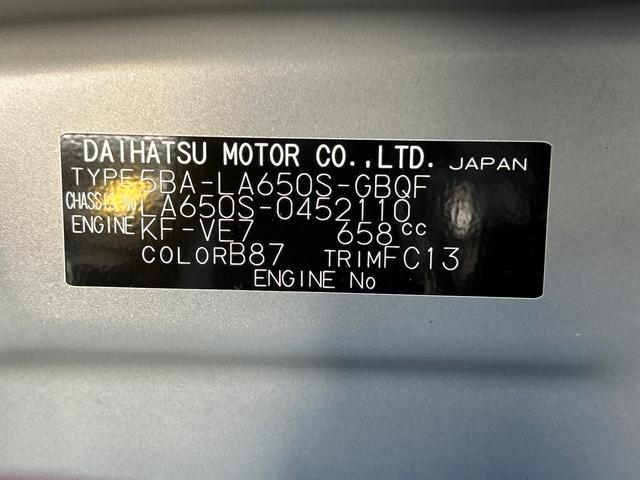 DAIHATSU MOTOR CO.,LTD. JAPAN
TYPE 5BA-LA650S-GBQF
CHASSIS No. LA650S-0452110
ENGINE KF-VE7 658cc
COLOR B87 TRIM FC13
ENGINE No